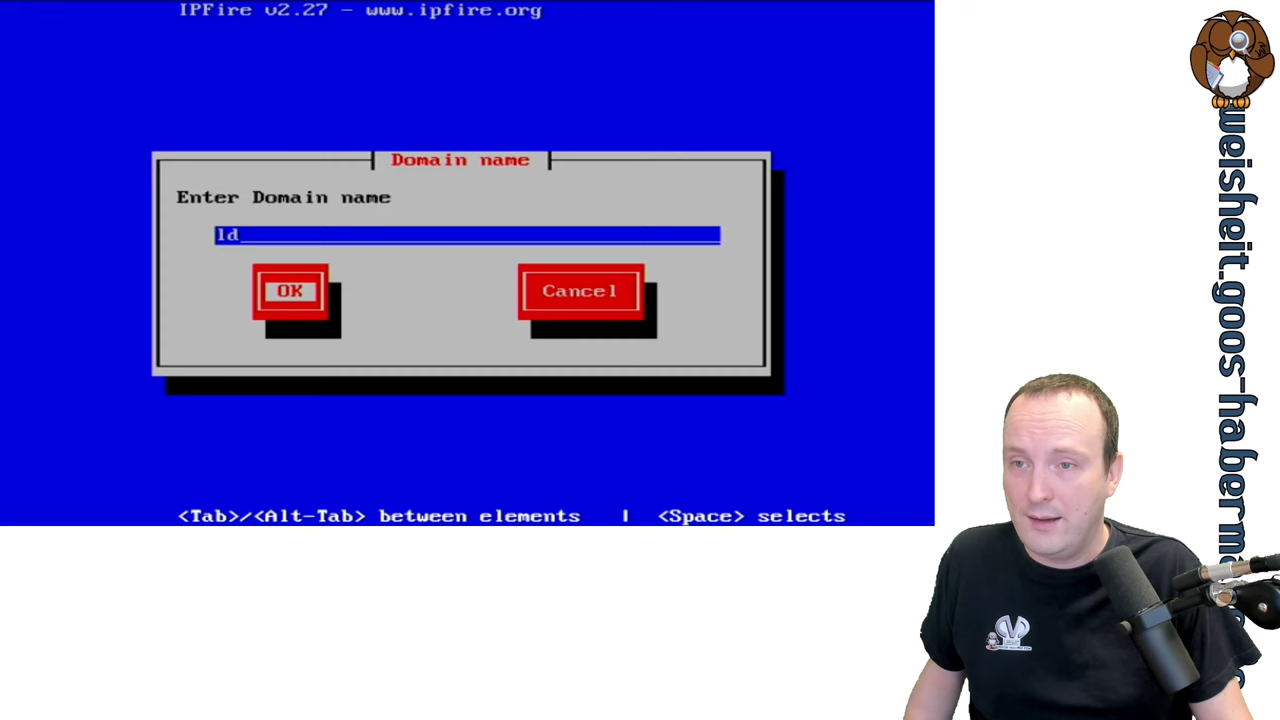 IPFire v2.27 - www.ipfire.org
Domain name
Enter Domain name
ld
OK
Cancel
<Tab>/<Alt-Tab> between elements | <Space> selects
weisheit.goos-haberm